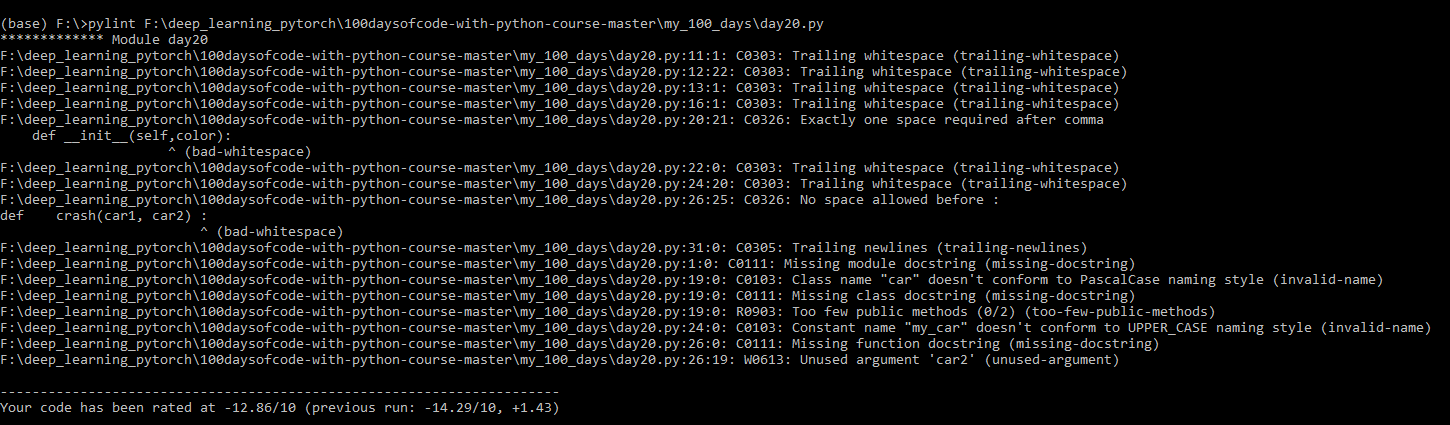 (base) F:\>pylint F:\deep_learning_pytorch\100daysofcode-with-python-course-master\my_100_days\day20.py
************* Module day20
F:\deep_learning_pytorch\100daysofcode-with-python-course-master\my_100_days\day20.py:11:1: C0303: Trailing whitespace (trailing-whitespace)
F:\deep_learning_pytorch\100daysofcode-with-python-course-master\my_100_days\day20.py:12:22: C0303: Trailing whitespace (trailing-whitespace)
F:\deep_learning_pytorch\100daysofcode-with-python-course-master\my_100_days\day20.py:13:1: C0303: Trailing whitespace (trailing-whitespace)
F:\deep_learning_pytorch\100daysofcode-with-python-course-master\my_100_days\day20.py:16:1: C0303: Trailing whitespace (trailing-whitespace)
F:\deep_learning_pytorch\100daysofcode-with-python-course-master\my_100_days\day20.py:20:21: C0326: Exactly one space required after comma
    def __init__(self,color):
                     ^ (bad-whitespace)
F:\deep_learning_pytorch\100daysofcode-with-python-course-master\my_100_days\day20.py:22:0: C0303: Trailing whitespace (trailing-whitespace)
F:\deep_learning_pytorch\100daysofcode-with-python-course-master\my_100_days\day20.py:24:20: C0303: Trailing whitespace (trailing-whitespace)
F:\deep_learning_pytorch\100daysofcode-with-python-course-master\my_100_days\day20.py:26:25: C0326: No space allowed before :
def    crash(car1, car2) :
                         ^ (bad-whitespace)
F:\deep_learning_pytorch\100daysofcode-with-python-course-master\my_100_days\day20.py:31:0: C0305: Trailing newlines (trailing-newlines)
F:\deep_learning_pytorch\100daysofcode-with-python-course-master\my_100_days\day20.py:1:0: C0111: Missing module docstring (missing-docstring)
F:\deep_learning_pytorch\100daysofcode-with-python-course-master\my_100_days\day20.py:19:0: C0103: Class name "car" doesn't conform to PascalCase naming style (invalid-name)
F:\deep_learning_pytorch\100daysofcode-with-python-course-master\my_100_days\day20.py:19:0: C0111: Missing class docstring (missing-docstring)
F:\deep_learning_pytorch\100daysofcode-with-python-course-master\my_100_days\day20.py:19:0: R0903: Too few public methods (0/2) (too-few-public-methods)
F:\deep_learning_pytorch\100daysofcode-with-python-course-master\my_100_days\day20.py:24:0: C0103: Constant name "my_car" doesn't conform to UPPER_CASE naming style (invalid-name)
F:\deep_learning_pytorch\100daysofcode-with-python-course-master\my_100_days\day20.py:26:0: C0111: Missing function docstring (missing-docstring)
F:\deep_learning_pytorch\100daysofcode-with-python-course-master\my_100_days\day20.py:26:19: W0613: Unused argument 'car2' (unused-argument)
----------------------------------------------------------------------
Your code has been rated at -12.86/10 (previous run: -14.29/10, +1.43)